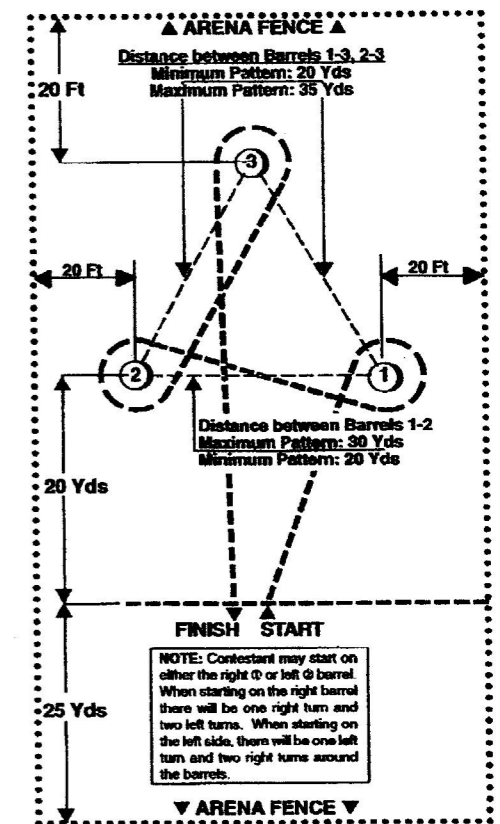 ▲ ARENA FENCE ▲
Distance between Barrels 1-3, 2-3
Minimum Pattern: 20 Yds
Maximum Pattern: 35 Yds
20 Ft
3
20 Ft
20 Ft
2
1
Distance between Barrels 1-2
Maximum Pattern: 30 Yds
Minimum Pattern: 20 Yds
20 Yds
FINISH START
NOTE: Contestant may start on
either the right ① or left ② barrel.
When starting on the right barrel
there will be one right turn and
two left turns. When starting on
the left side, there will be one left
turn and two right turns around
the barrels.
25 Yds
▼ ARENA FENCE ▼